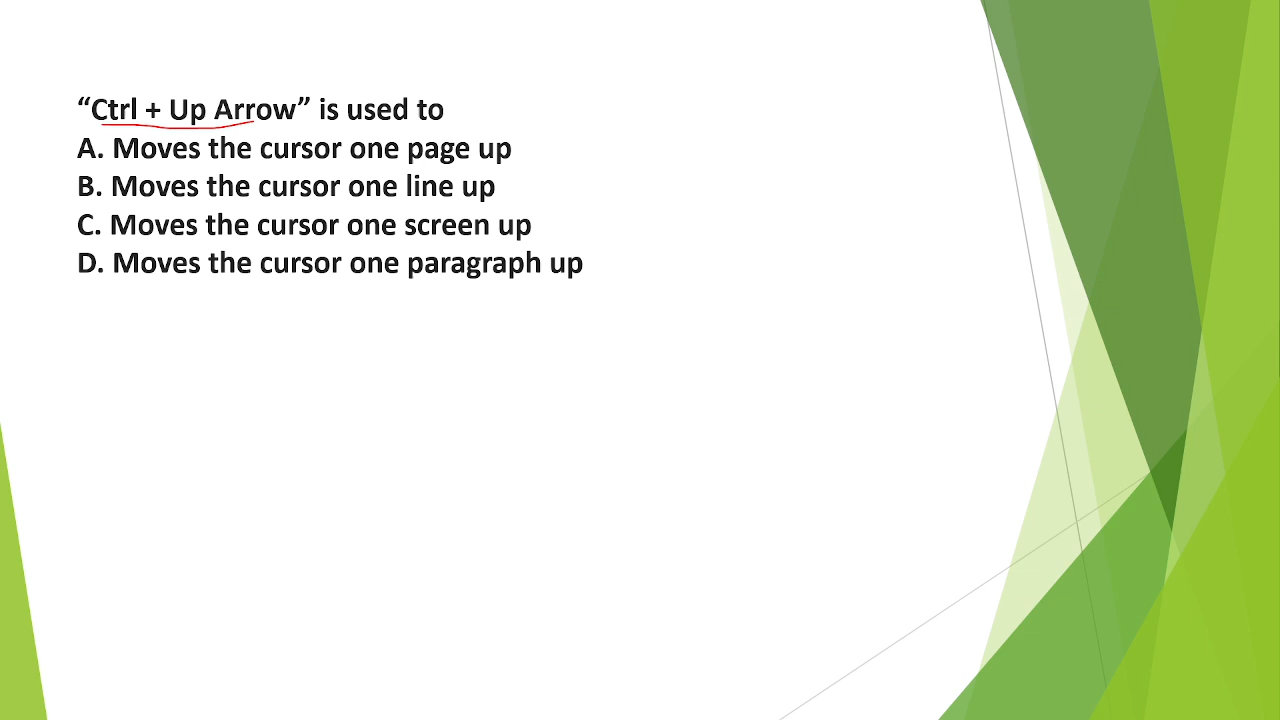 “Ctrl + Up Arrow” is used to
A. Moves the cursor one page up
B. Moves the cursor one line up
C. Moves the cursor one screen up
D. Moves the cursor one paragraph up